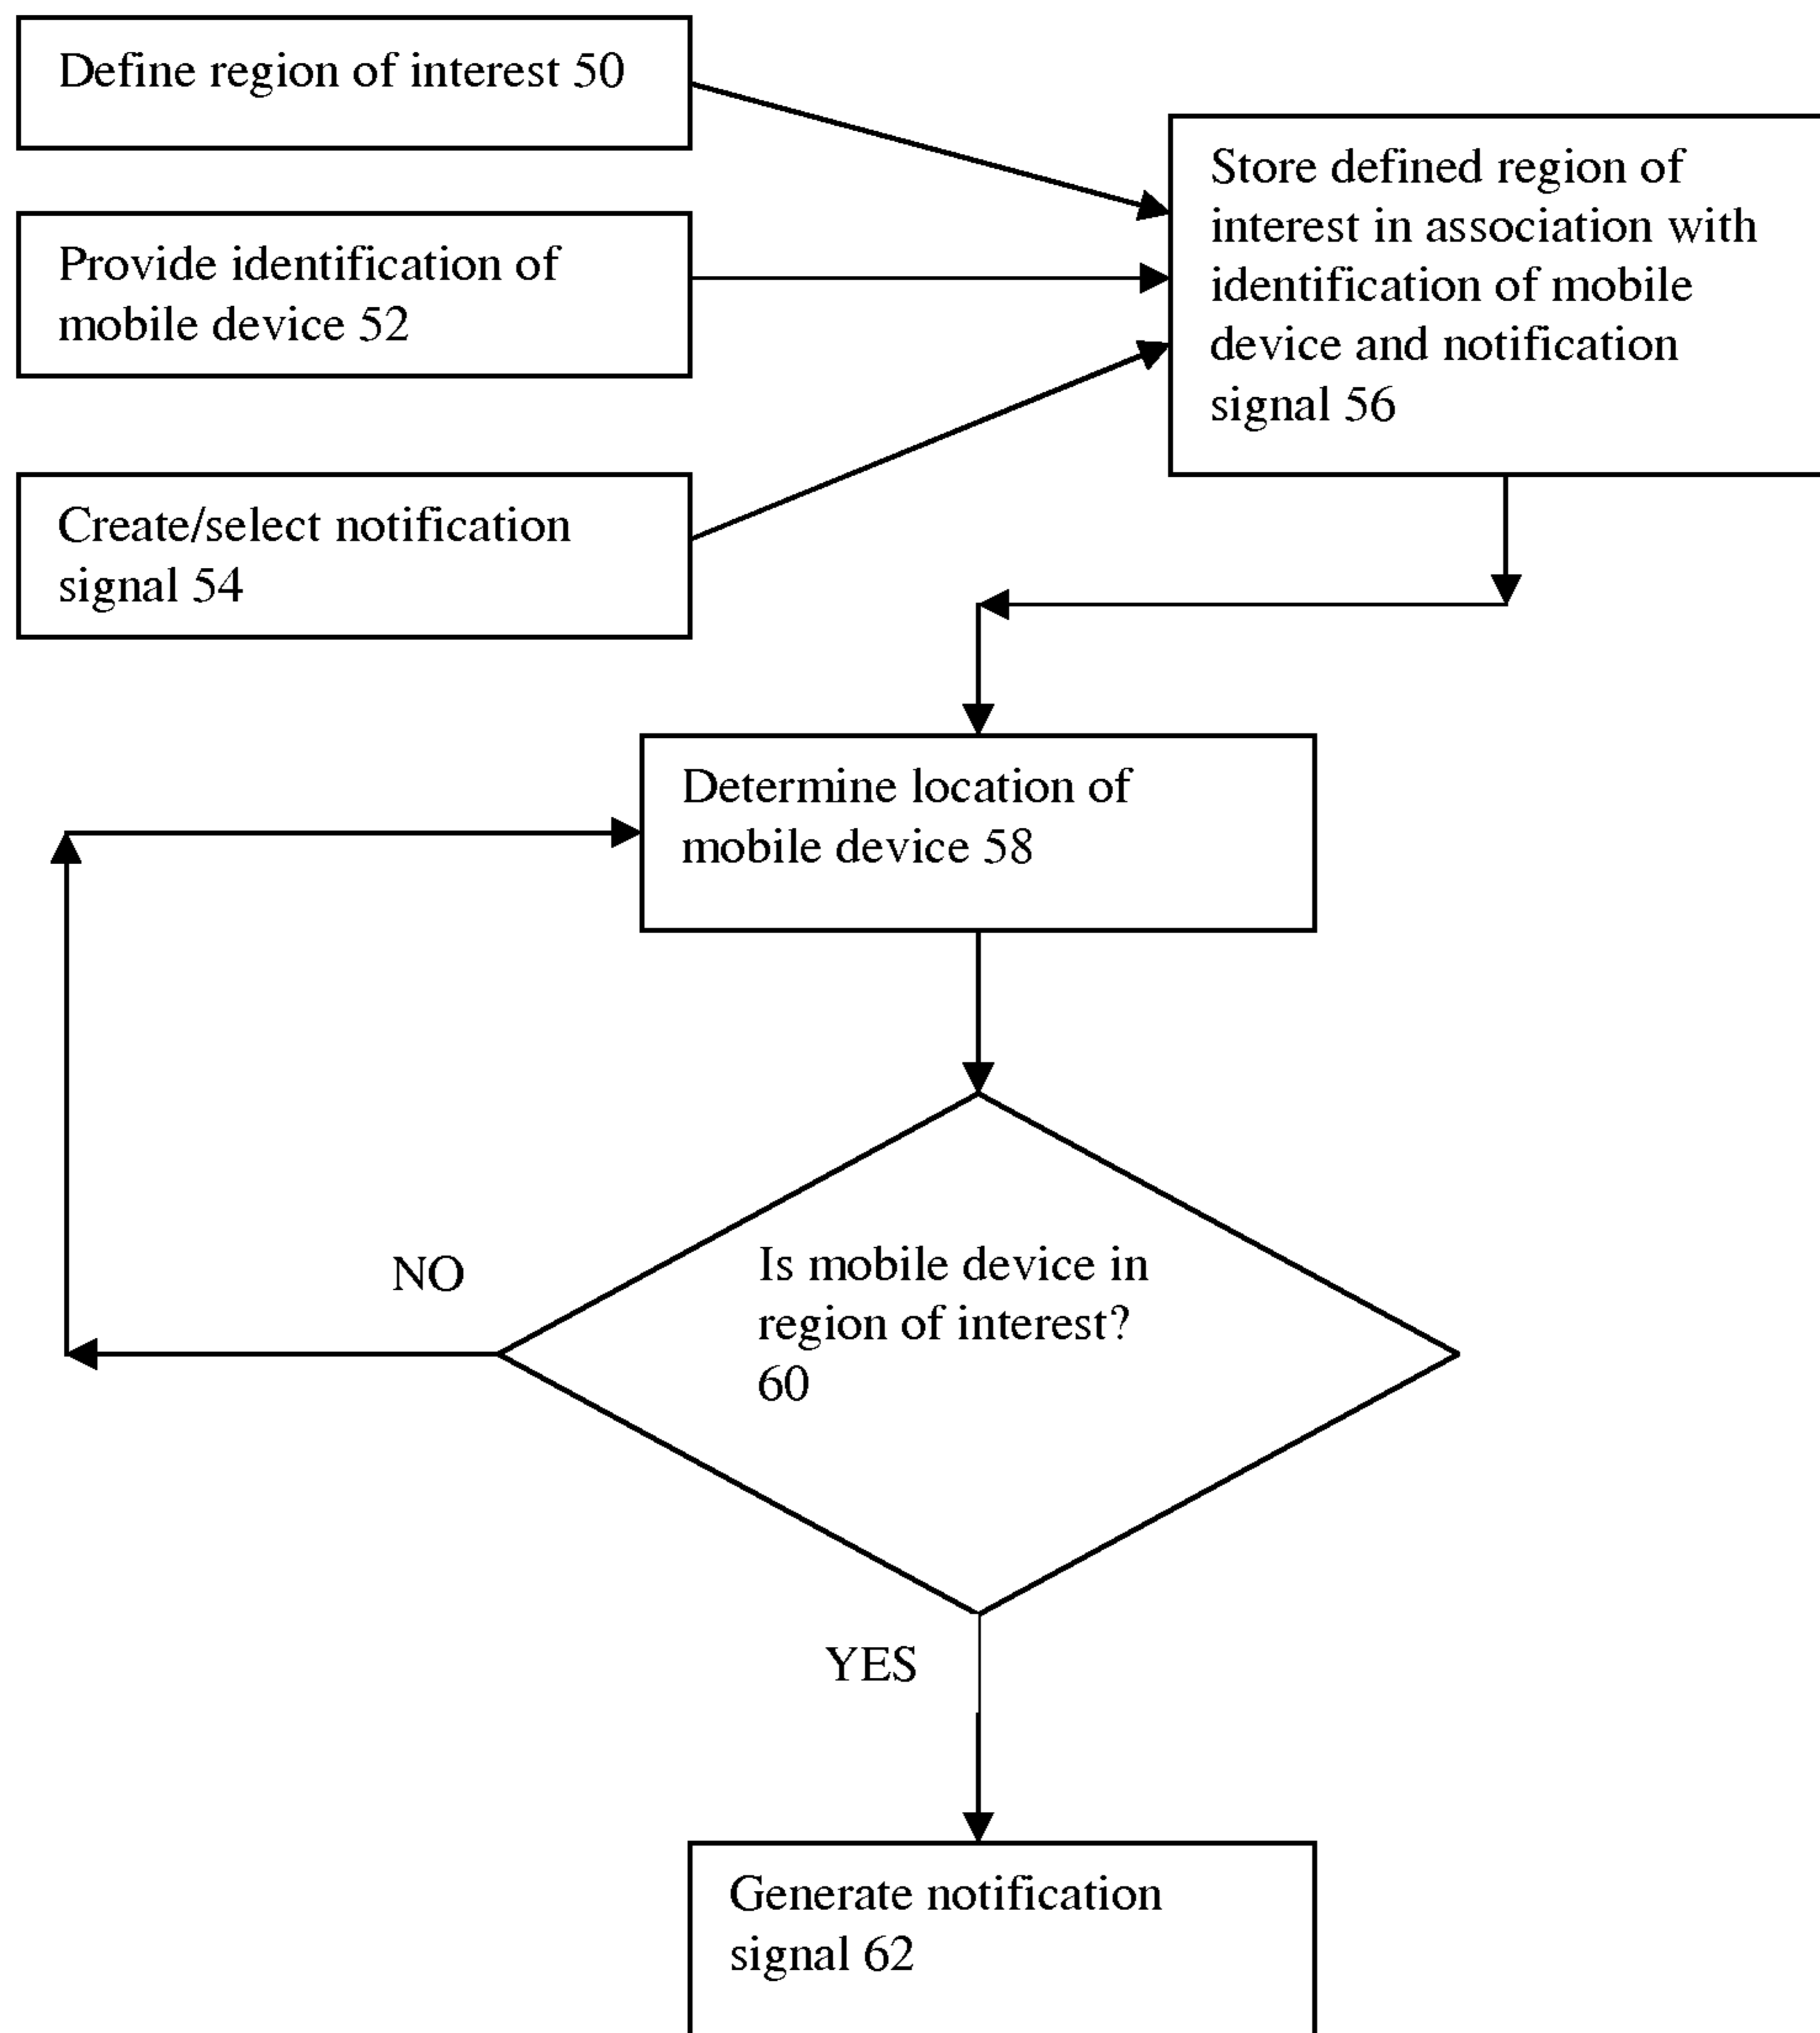 Define region of interest 50
Provide identification of
mobile device 52
Create/select notification
signal 54
Store defined region of
interest in association with
identification of mobile
device and notification
signal 56
Determine location of
mobile device 58
Is mobile device in
region of interest?
60
NO
YES
Generate notification
signal 62